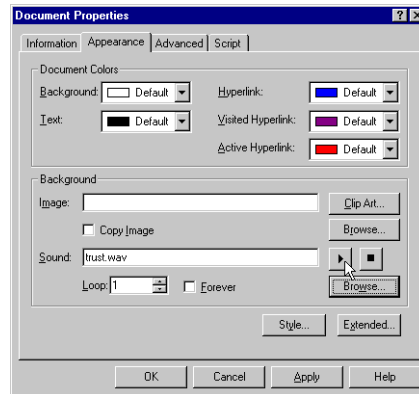 Document Properties
Information Appearance Advanced Script
Document Colors
Background: Default Hyperlink: Default
Text: Default Visited Hyperlink: Default
Active Hyperlink: Default
Background
Image: Clip Art...
Copy Image Browse...
Sound: trust.wav
Loop: 1 Forever Browse...
Style... Extended...
OK Cancel Apply Help